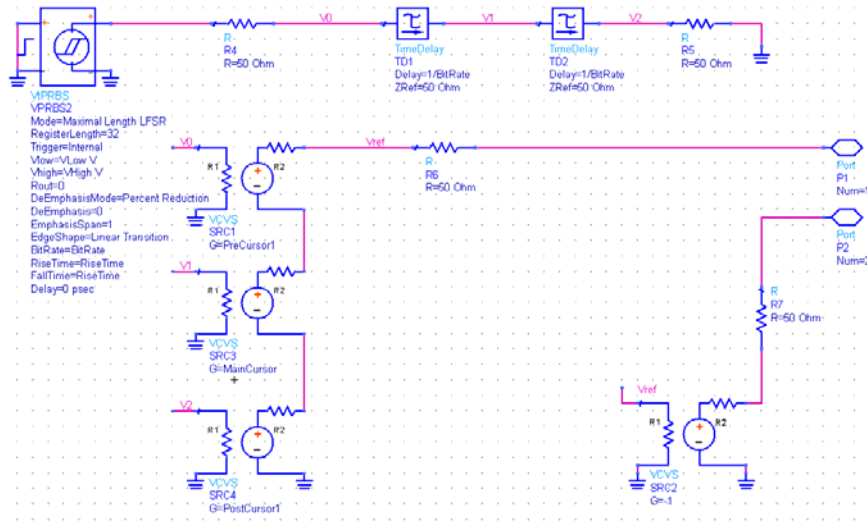 V0
V1
V2
R
R4
R=50 Ohm
TimeDelay
TD1
Delay=1/BitRate
ZRef=50 Ohm
TimeDelay
TD2
Delay=1/BitRate
ZRef=50 Ohm
R
R5
R=50 Ohm
VtPRBS
VPRBS2
Mode=Maximal Length LFSR
RegisterLength=32
Trigger=Internal
Vlow=VLow V
Vhigh=VHigh V
Rout=0
DeEmphasisMode=Percent Reduction
DeEmphasis=0
EmphasisSpan=1
EdgeShape=Linear Transition
BitRate=BitRate
RiseTime=RiseTime
FallTime=RiseTime
Delay=0 psec
V0
R1
R2
VCVS
SRC1
G=PreCursor1
Vref
R
R6
R=50 Ohm
Port
P1
Num=1
Port
P2
Num=2
V1
R1
R2
VCVS
SRC3
G=MainCursor
R
R7
R=50 Ohm
V2
R1
R2
VCVS
SRC4
G=PostCursor1
Vref
R1
R2
VCVS
SRC2
G=-1